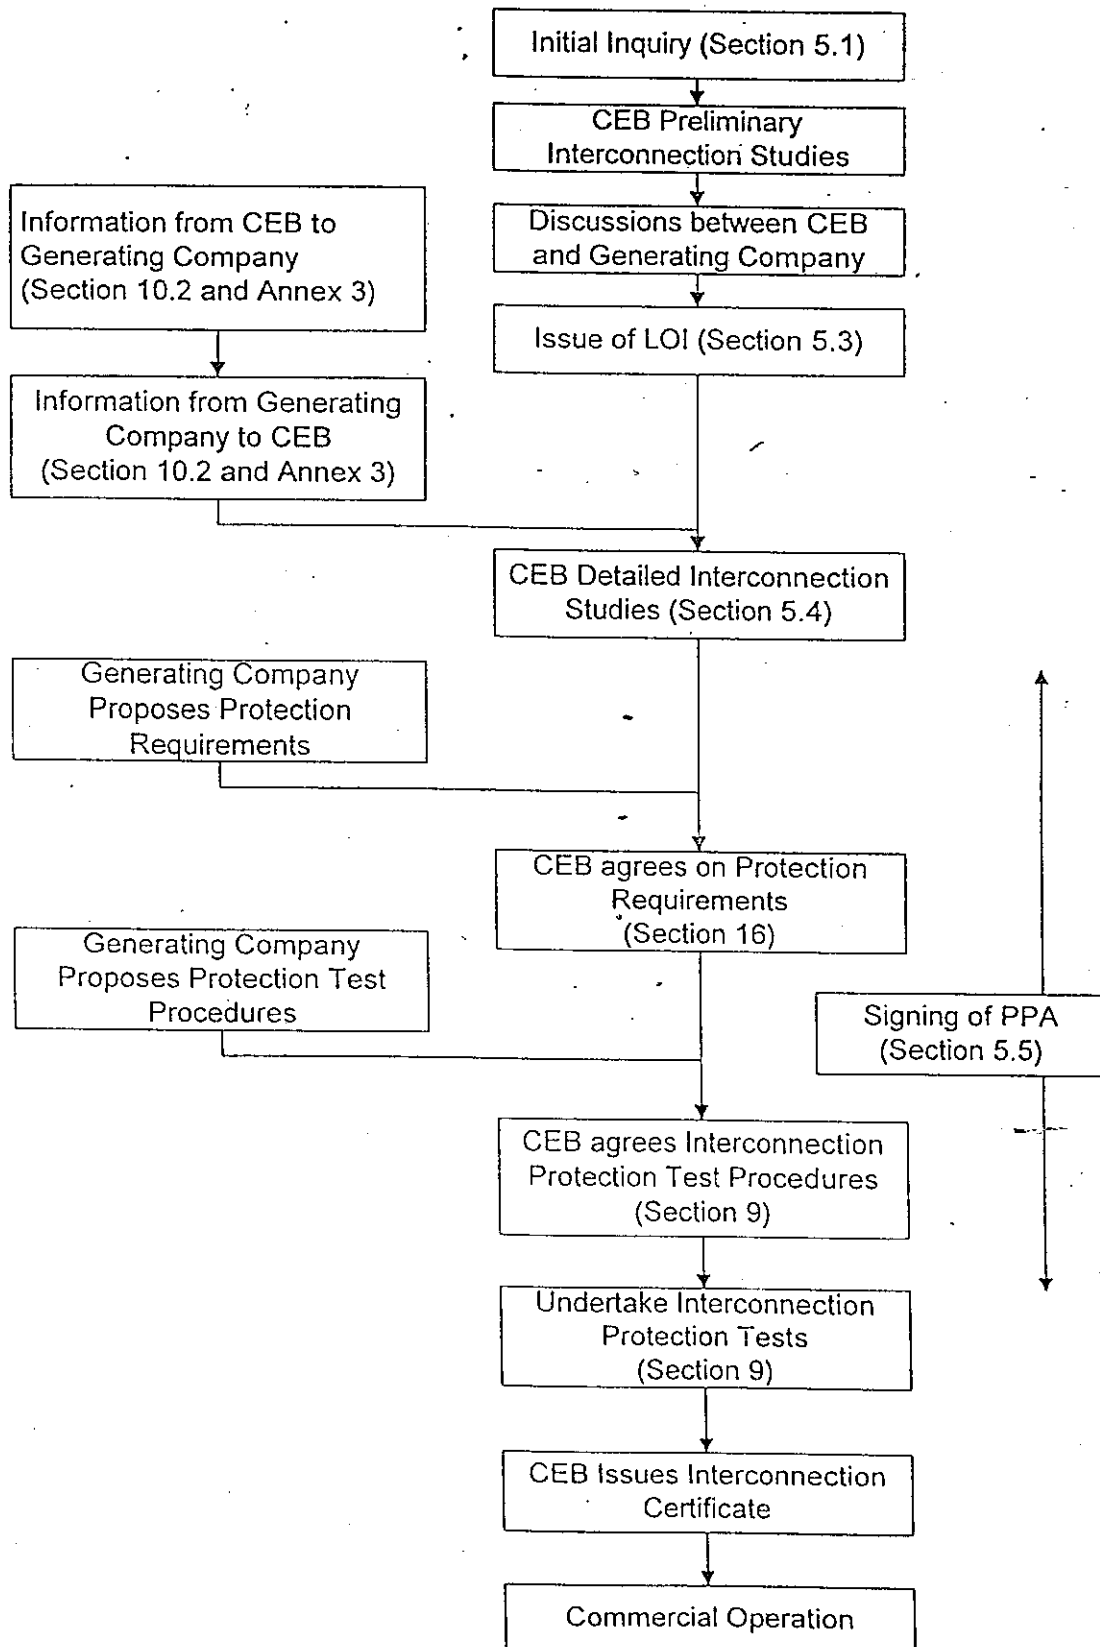 Initial Inquiry (Section 5.1)
CEB Preliminary
Interconnection Studies
Discussions between CEB
and Generating Company
Issue of LOI (Section 5.3)
Information from CEB to
Generating Company
(Section 10.2 and Annex 3)
Information from Generating
Company to CEB
(Section 10.2 and Annex 3)
CEB Detailed Interconnection
Studies (Section 5.4)
Generating Company
Proposes Protection
Requirements
CEB agrees on Protection
Requirements
(Section 16)
Generating Company
Proposes Protection Test
Procedures
Signing of PPA
(Section 5.5)
CEB agrees Interconnection
Protection Test Procedures
(Section 9)
Undertake Interconnection
Protection Tests
(Section 9)
CEB Issues Interconnection
Certificate
Commercial Operation